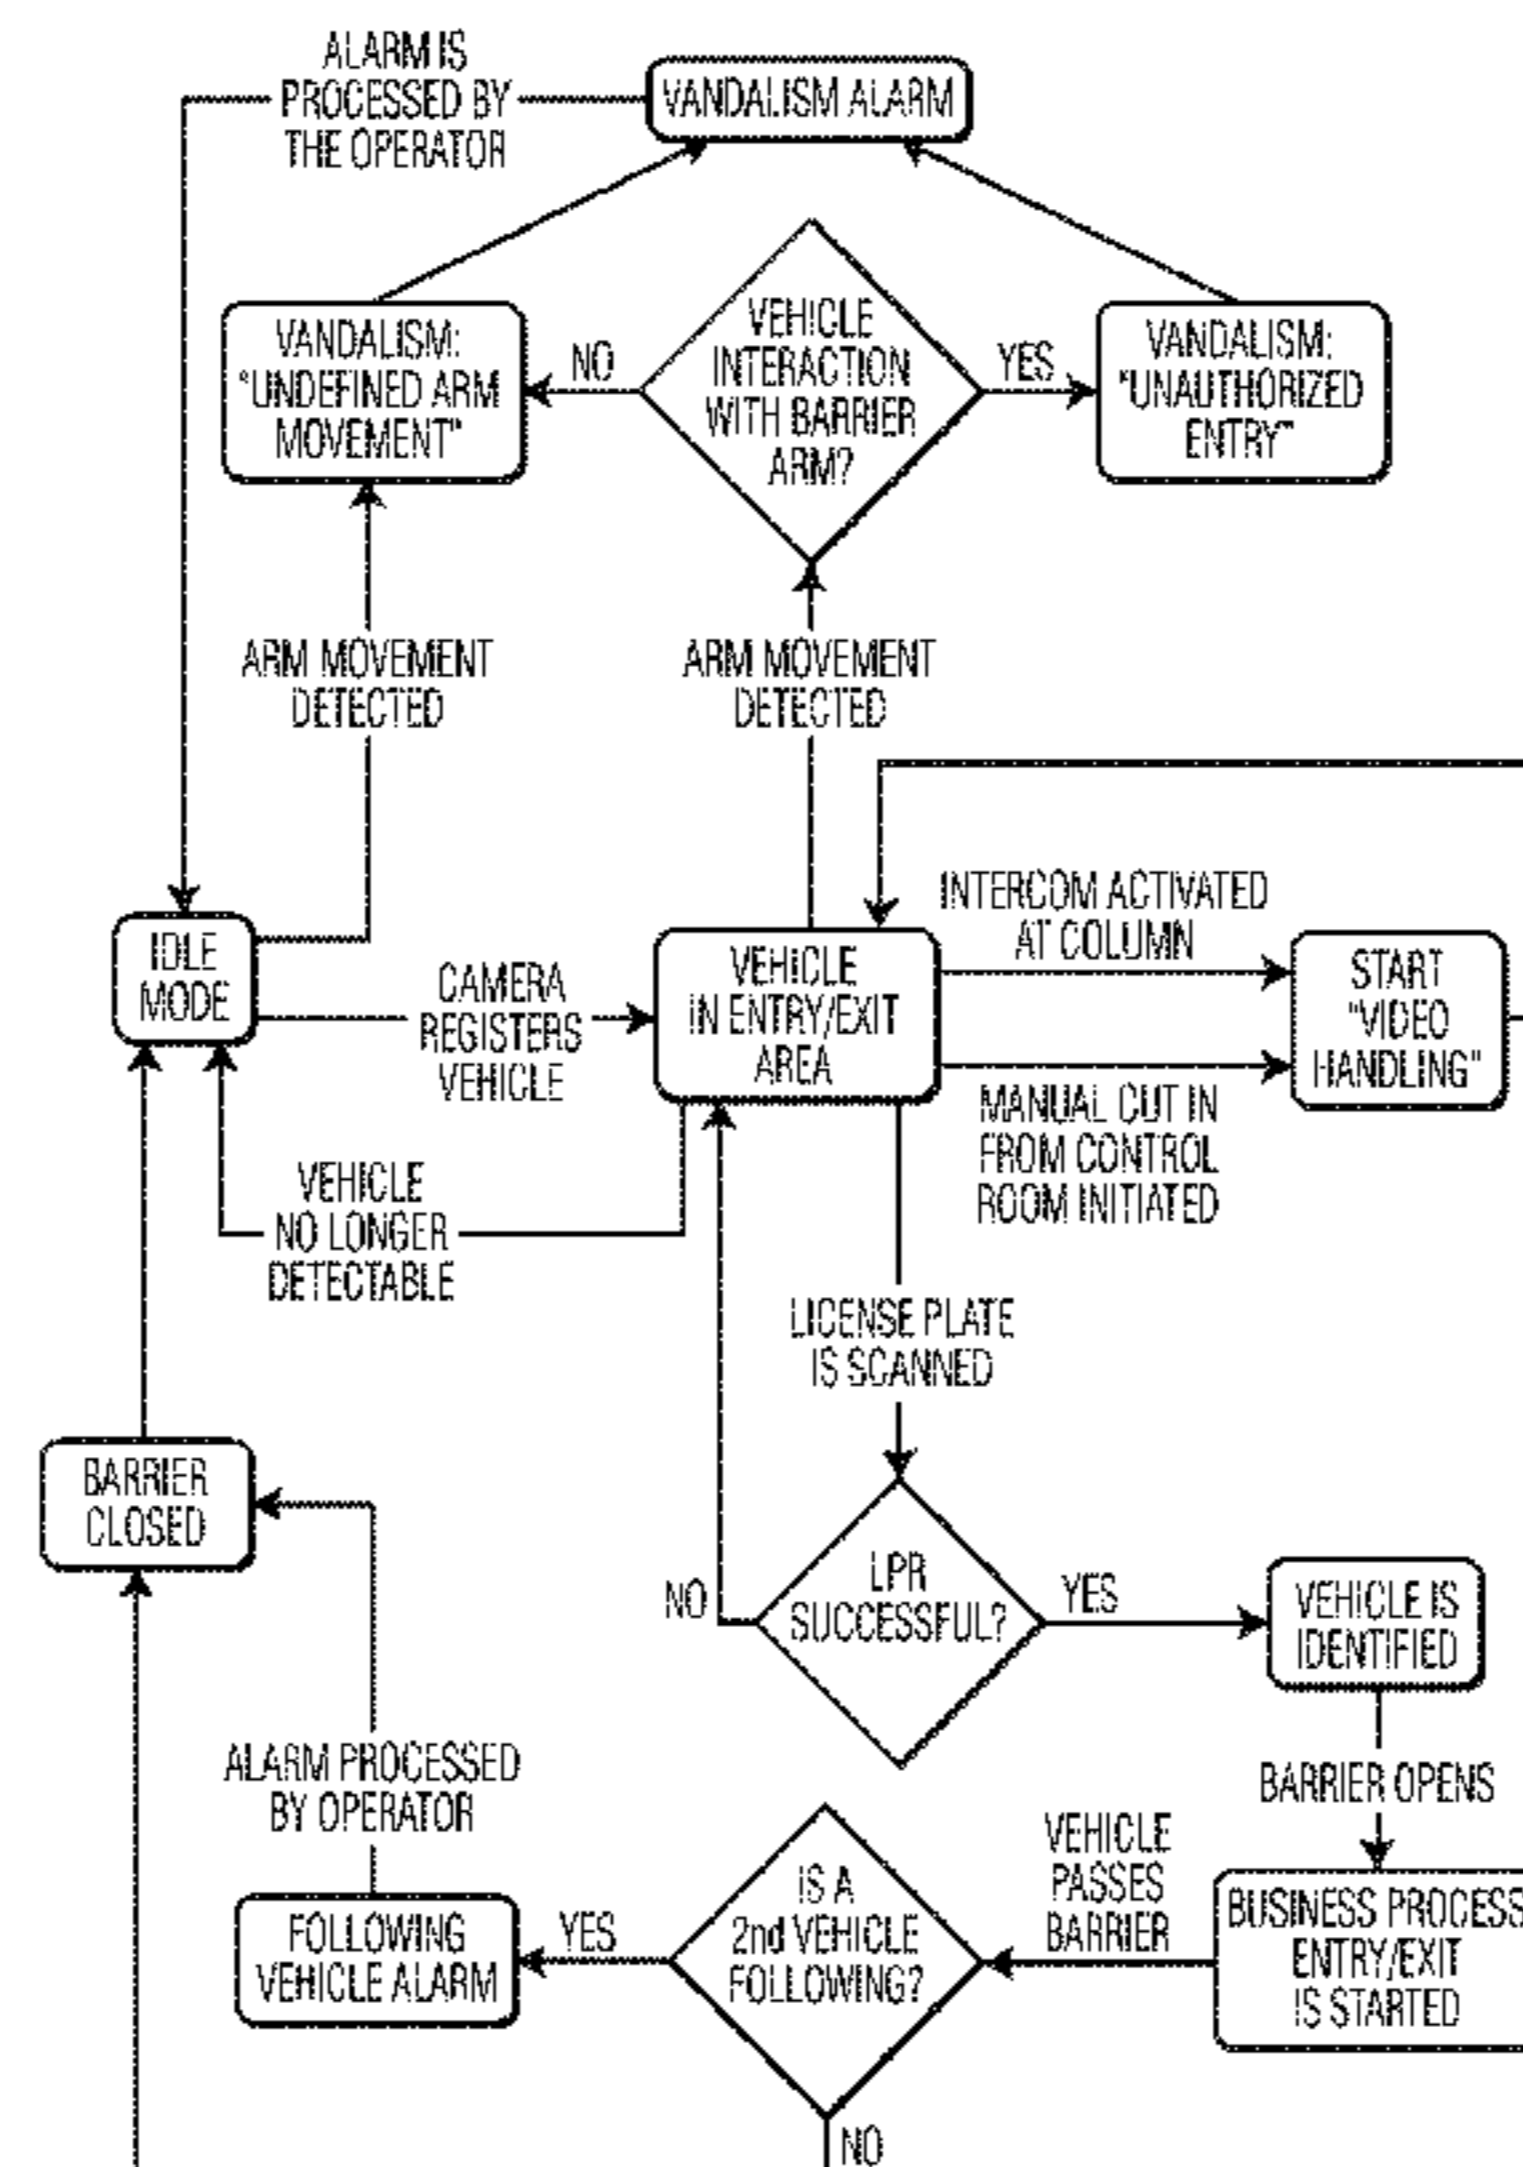 ALARM IS
PROCESSED BY
THE OPERATOR
VANDALISM ALARM
VANDALISM:
"UNDEFINED ARM
MOVEMENT"
NO
VEHICLE
INTERACTION
WITH BARRIER
ARM?
YES
VANDALISM:
"UNAUTHORIZED
ENTRY"
ARM MOVEMENT
DETECTED
ARM MOVEMENT
DETECTED
IDLE
MODE
CAMERA
REGISTERS
VEHICLE
VEHICLE
IN ENTRY/EXIT
AREA
INTERCOM ACTIVATED
AT COLUMN
START
"VIDEO
HANDLING"
MANUAL CUT IN
FROM CONTROL
ROOM INITIATED
VEHICLE
NO LONGER
DETECTABLE
LICENSE PLATE
IS SCANNED
BARRIER
CLOSED
NO
LPR
SUCCESSFUL?
YES
VEHICLE IS
IDENTIFIED
BARRIER OPENS
ALARM PROCESSED
BY OPERATOR
FOLLOWING
VEHICLE ALARM
YES
IS A
2nd VEHICLE
FOLLOWING?
VEHICLE
PASSES
BARRIER
BUSINESS PROCESS
ENTRY/EXIT
IS STARTED
NO